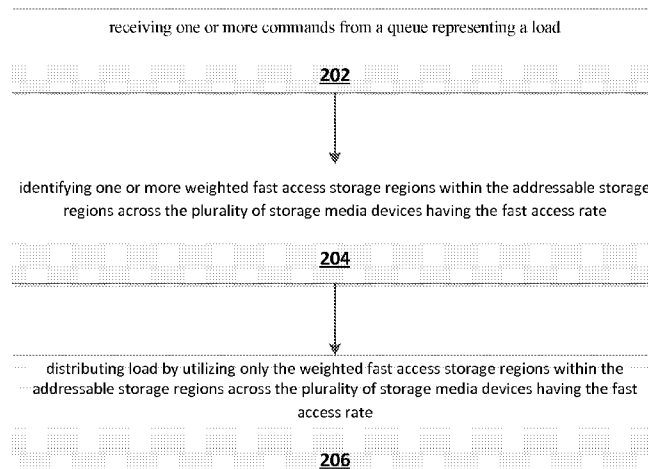 receiving one or more commands from a queue representing a load
202
identifying one or more weighted fast access storage regions within the addressable storage
regions across the plurality of storage media devices having the fast access rate
204
distributing load by utilizing only the weighted fast access storage regions within the
addressable storage regions across the plurality of storage media devices having the fast
access rate
206